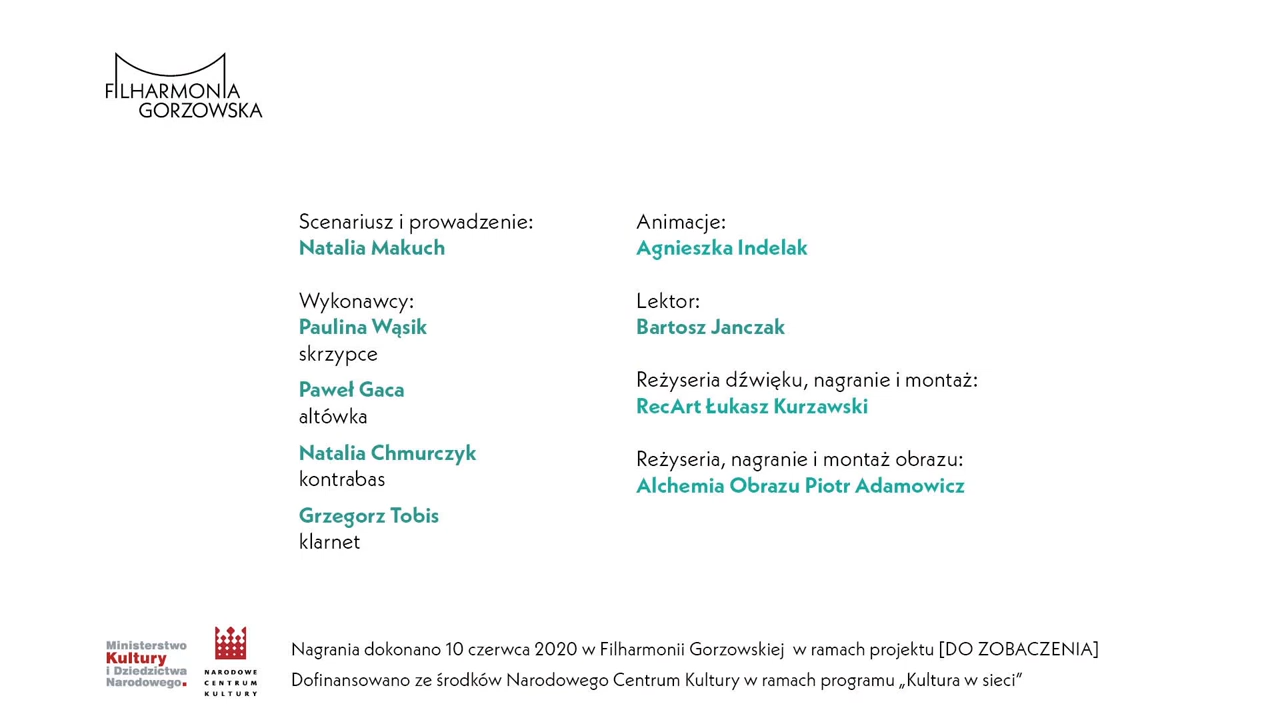 FILHARMONIA
GORZOWSKA
Scenariusz i prowadzenie:
Natalia Makuch
Wykonawcy:
Paulina Wąsik
skrzypce
Paweł Gaca
altówka
Natalia Chmurczyk
kontrabas
Grzegorz Tobis
klarnet
Animacje:
Agnieszka Indelak
Lektor:
Bartosz Janczak
Reżyseria dźwięku, nagranie i montaż:
RecArt Łukasz Kurzawski
Reżyseria, nagranie i montaż obrazu:
Alchemia Obrazu Piotr Adamowicz
Ministerstwo
Kultury
i Dziedzictwa
Narodowego.
NARODOWE
CENTRUM
KULTURY
Nagrania dokonano 10 czerwca 2020 w Filharmonii Gorzowskiej w ramach projektu [DO ZOBACZENIA]
Dofinansowano ze środków Narodowego Centrum Kultury w ramach programu „Kultura w sieci”